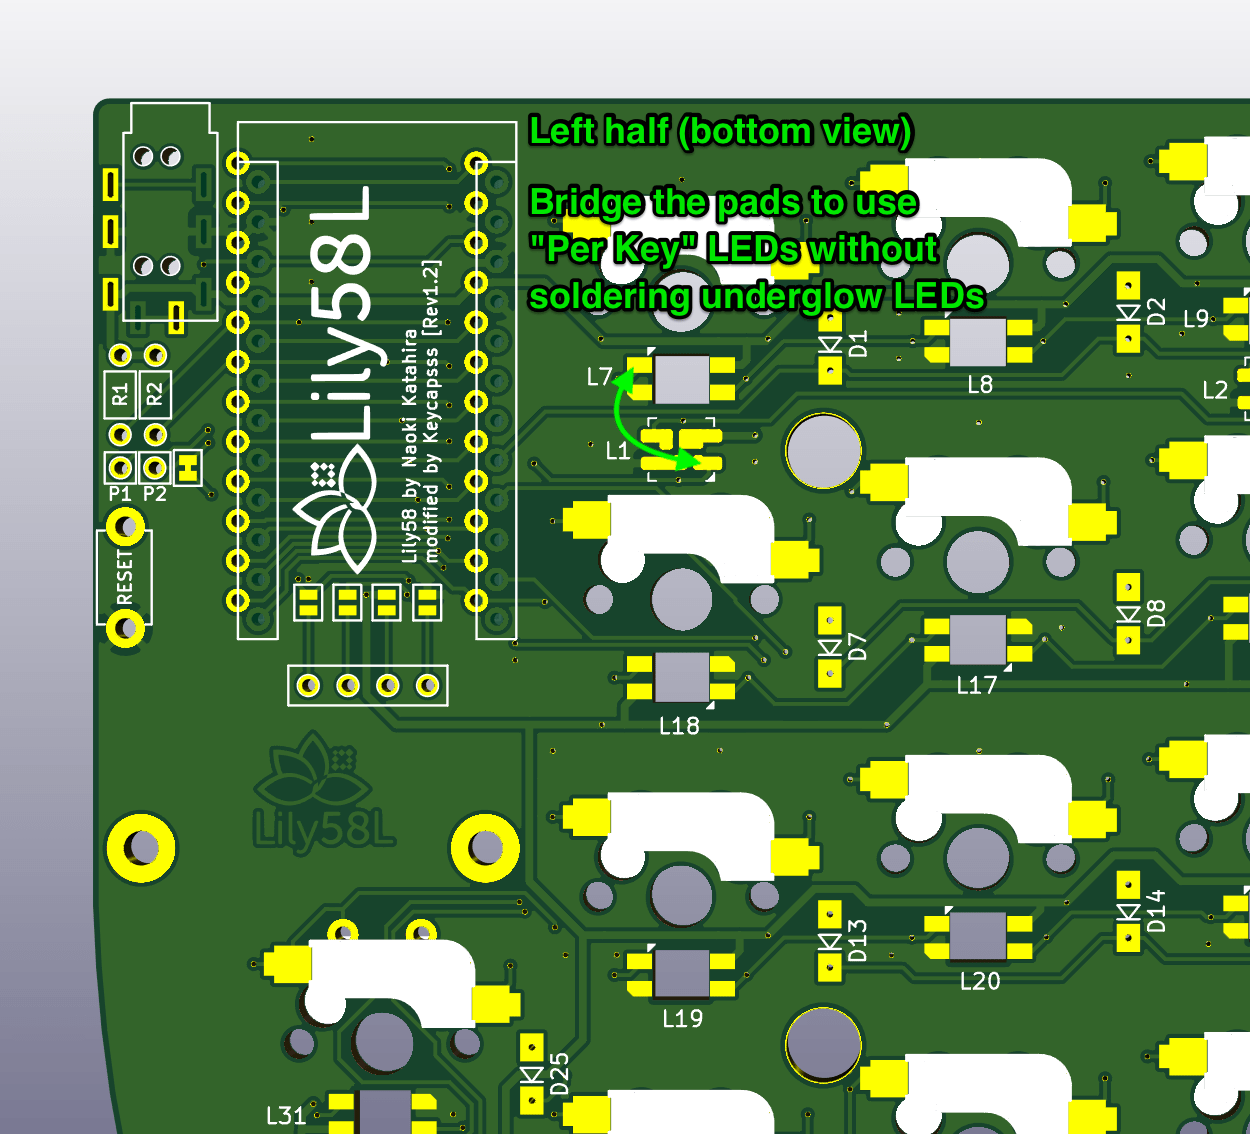 Left half (bottom view)
Bridge the pads to use
"Per Key" LEDs without
soldering underglow LEDs
Lily58L
Lily58 by Naoki Katahira
modified by Keycapsss [Rev1.2]
R1
R2
P1
P2
RESET
L7
L1
D1
L8
D2
L9
L2
D7
L18
L17
D8
Lily58L
D13
L19
L20
D14
D25
L31